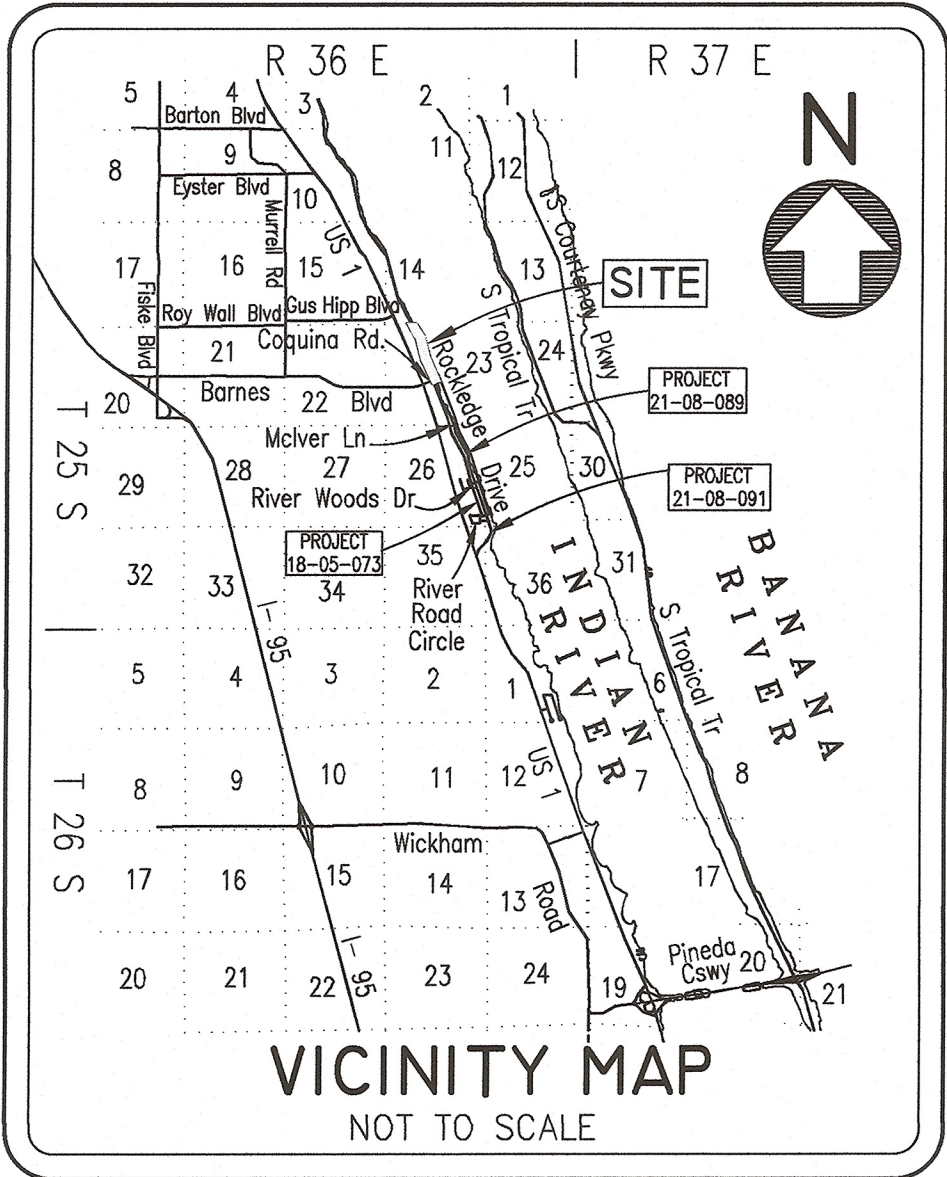 R 36 E | R 37 E
5 4 3 2 1
Barton Blvd
N
8 9 10 11 12
Eyster Blvd
Murrell Rd
US 1
S Courtenay Pkwy
17 16 15 14 13
Fiske Blvd
SITE
Roy Wall Blvd
Gus Hipp Blvd
S Tropical Tr
Coquina Rd.
Rockledge Drive
21 23 24
20 Barnes 22 Blvd
PROJECT
21-08-089
T 25 S
McIver Ln
29 28 27 26 25 30
River Woods Dr
PROJECT
21-08-091
PROJECT
18-05-073
32 33 34 35 36 31
River
Road
Circle
INDIAN
RIVER
BANANA
RIVER
I-95
S Tropical Tr
5 4 3 2 1 6
US 1
T 26 S
8 9 10 11 12 7 8
Wickham
Road
17 16 15 14 13 17
I-95
Pineda
Cswy
20 21 22 23 24 19 20 21
VICINITY MAP
NOT TO SCALE